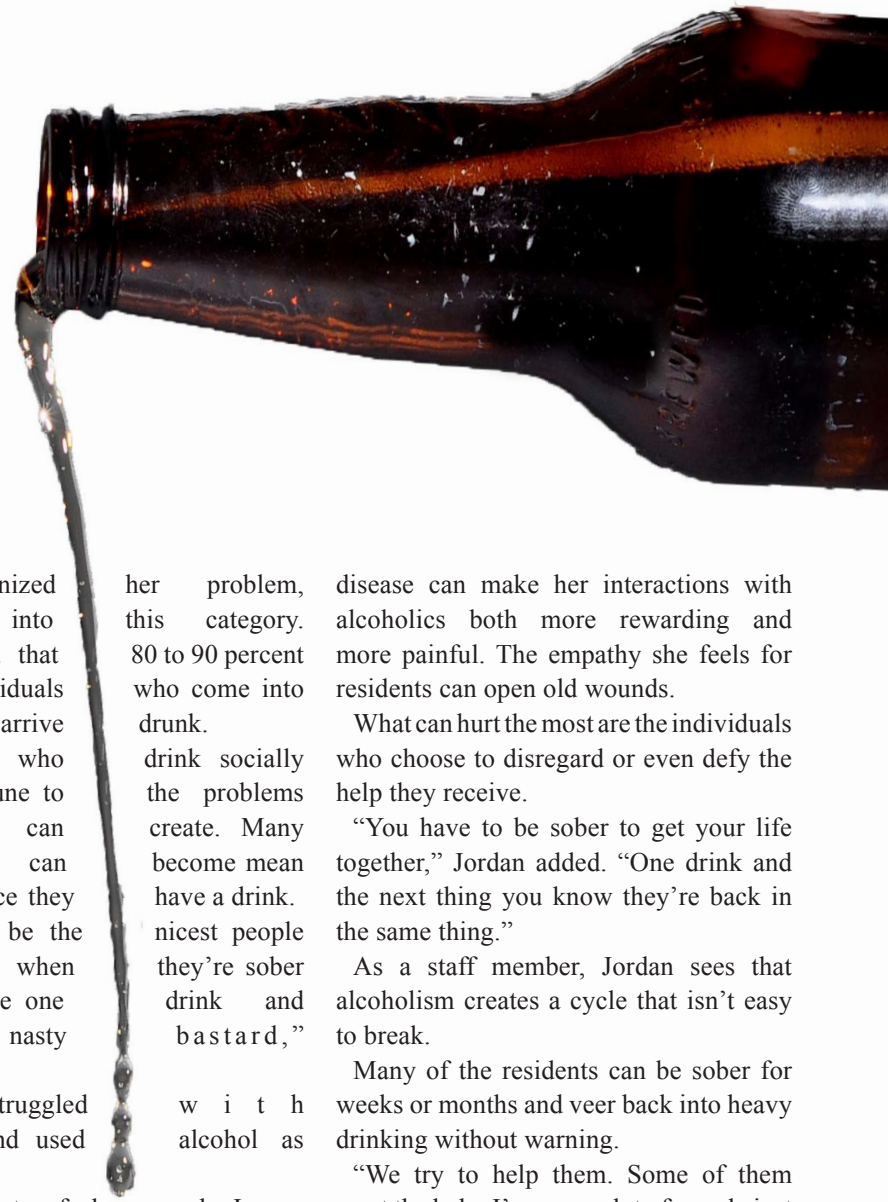 nized her problem,
into this category.
that 80 to 90 percent
iduals who come into
arrive drunk.
who drink socially
une to the problems
can create. Many
can become mean
ce they have a drink.
be the nicest people
when they're sober
e one drink and
nasty bastard,”
truggled with
nd used alcohol as
disease can make her interactions with
alcoholics both more rewarding and
more painful. The empathy she feels for
residents can open old wounds.
What can hurt the most are the individuals
who choose to disregard or even defy the
help they receive.
“You have to be sober to get your life
together,” Jordan added. “One drink and
the next thing you know they’re back in
the same thing.”
As a staff member, Jordan sees that
alcoholism creates a cycle that isn’t easy
to break.
Many of the residents can be sober for
weeks or months and veer back into heavy
drinking without warning.
“We try to help them. Some of them